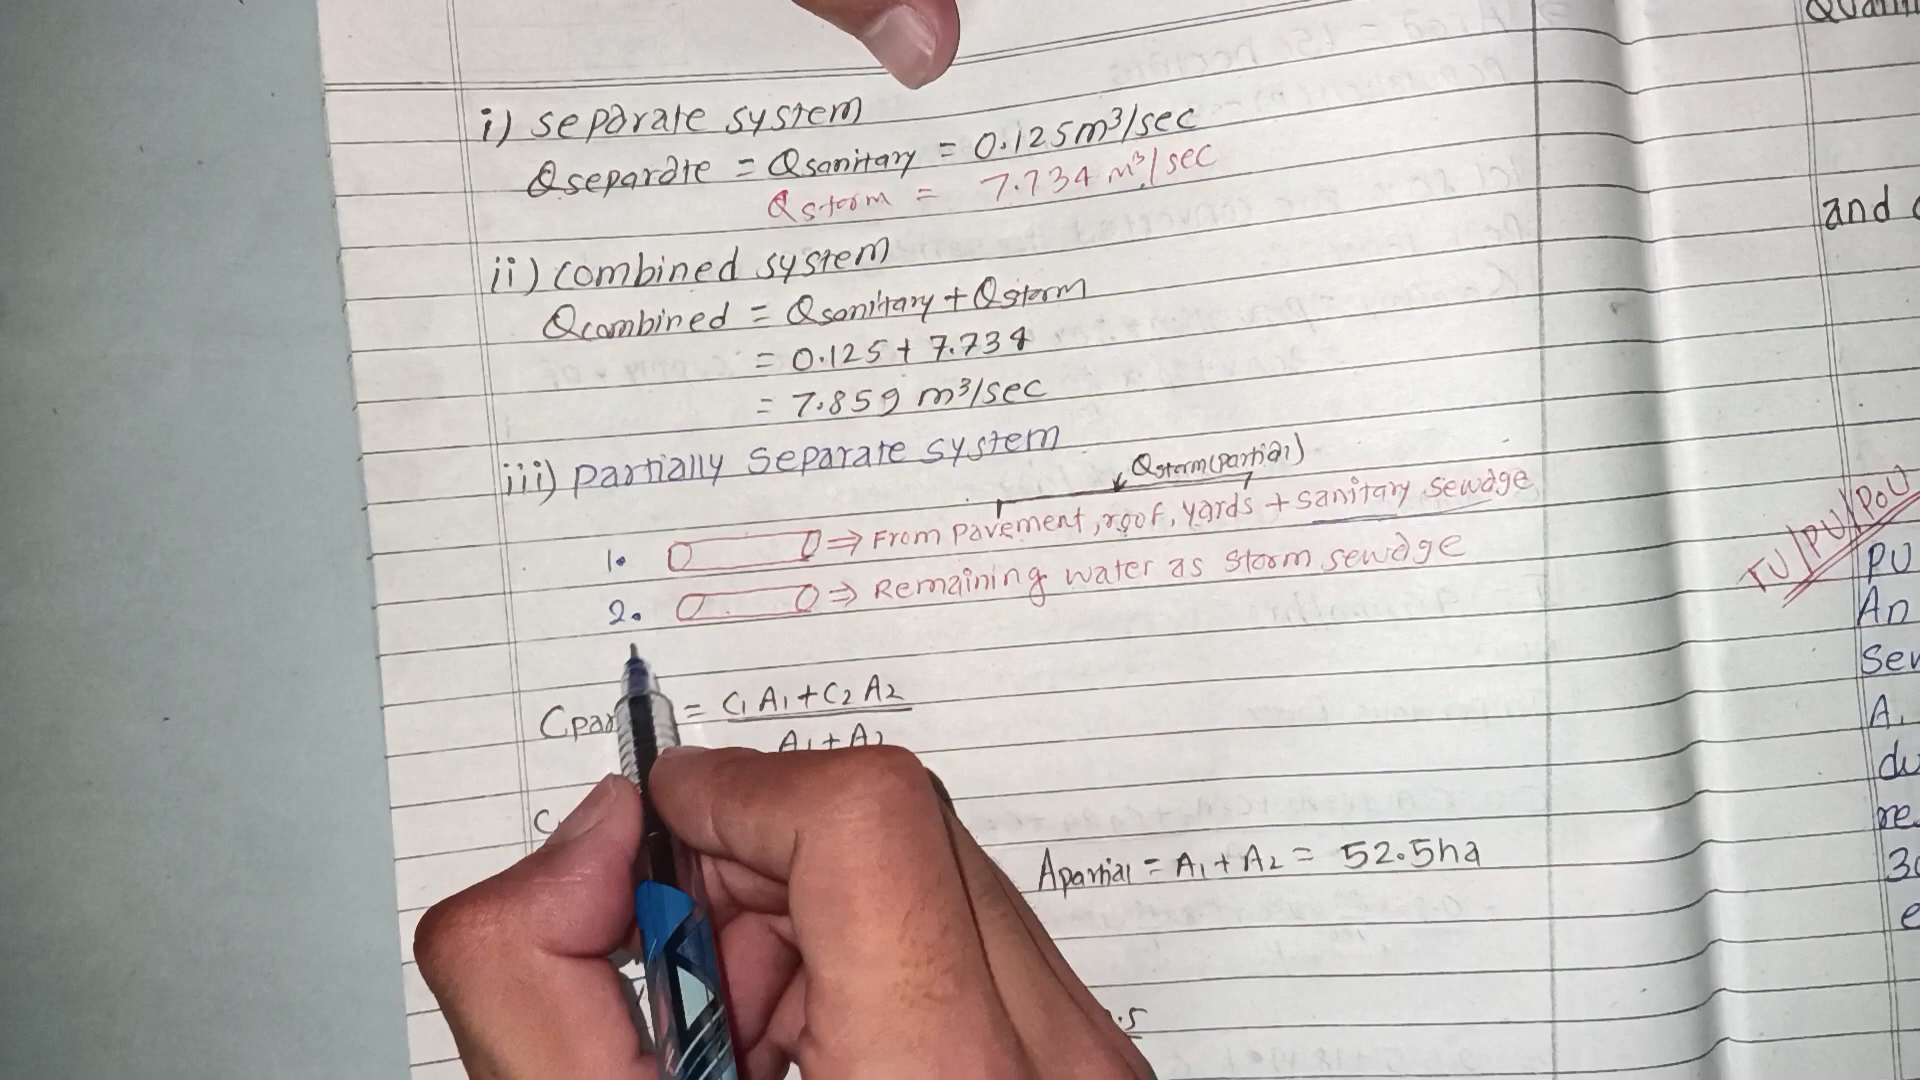 i) separate system
Qseparate = Qsanitary = 0.125m³/sec
Qstorm = 7.734 m³/sec
ii) combined system
Qcombined = Qsanitary + Qstorm
= 0.125 + 7.734
= 7.859 m³/sec
iii) partially separate system
Qstorm(partial)
1. ⇒ From pavement, roof, yards + sanitary sewage
2. ⇒ Remaining water as storm sewage
= C₁A₁ + C₂A₂
A₁ + A₂
Apartial = A₁ + A₂ = 52.5ha
and
TU/PU/POU
PU
An
A.